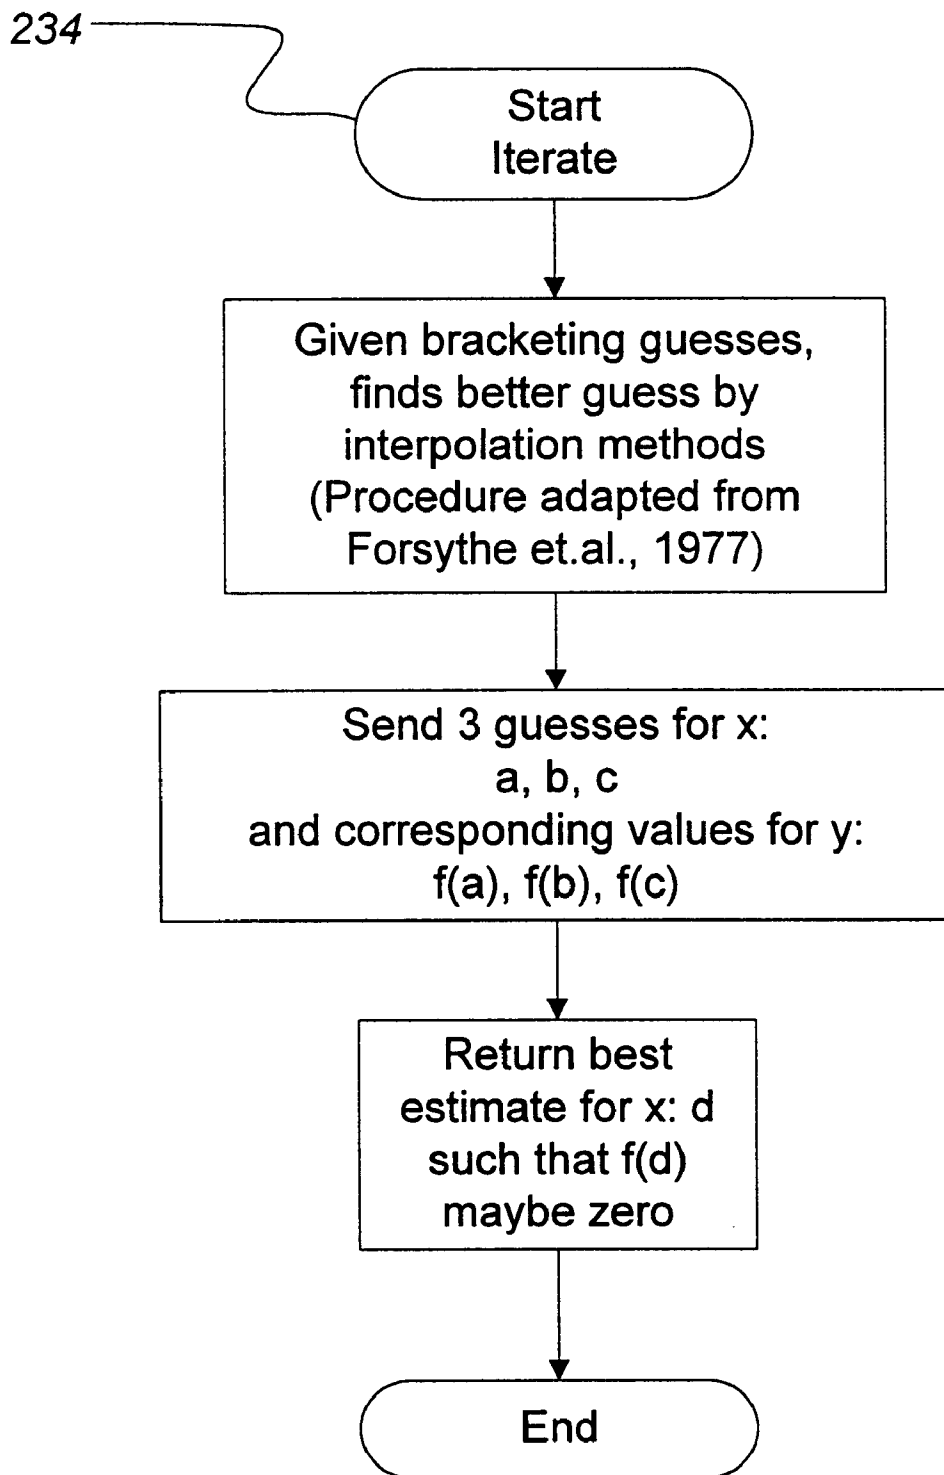 234
Start
Iterate
Given bracketing guesses,
finds better guess by
interpolation methods
(Procedure adapted from
Forsythe et.al., 1977)
Send 3 guesses for x:
a, b, c
and corresponding values for y:
f(a), f(b), f(c)
Return best
estimate for x: d
such that f(d)
maybe zero
End